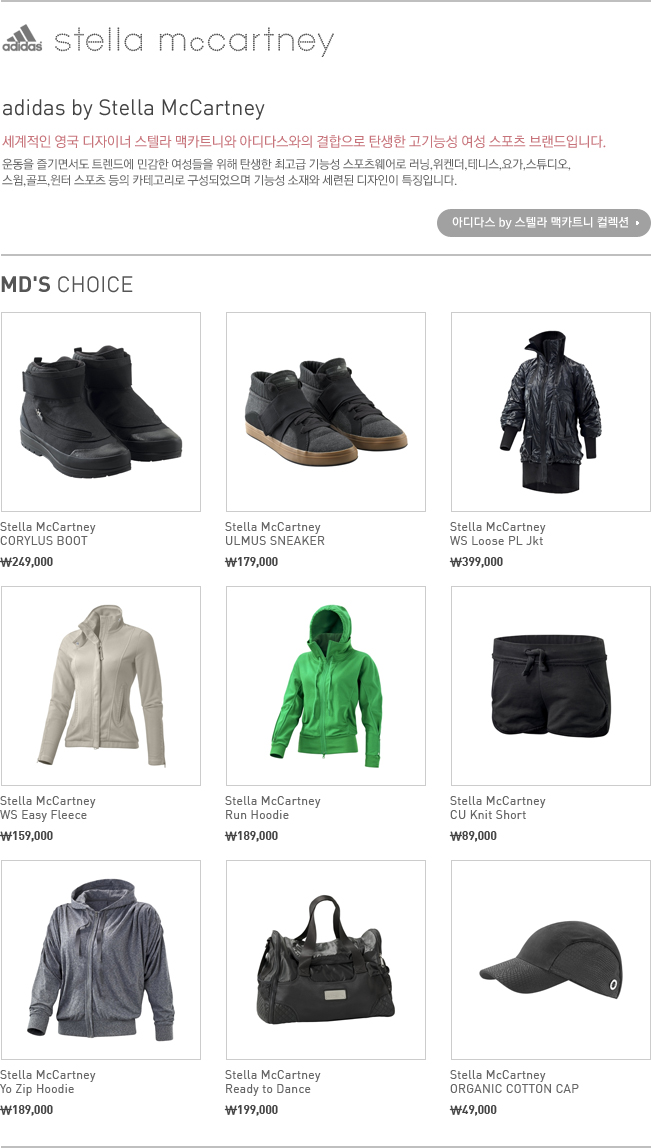 adidas stella mccartney
adidas by Stella McCartney
세계적인 영국 디자이너 스텔라 맥카트니와 아디다스와의 결합으로 탄생한 고기능성 여성 스포츠 브랜드입니다.
운동을 즐기면서도 트렌드에 민감한 여성들을 위해 탄생한 최고급 기능성 스포츠웨어로 러닝,위켄더,테니스,요가,스튜디오,
스윔,골프,윈터 스포츠 등의 카테고리로 구성되었으며 기능성 소재와 세련된 디자인이 특징입니다.
아디다스 by 스텔라 맥카트니 컬렉션
MD'S CHOICE
Stella McCartney
CORYLUS BOOT
₩249,000
Stella McCartney
ULMUS SNEAKER
₩179,000
Stella McCartney
WS Loose PL Jkt
₩399,000
Stella McCartney
WS Easy Fleece
₩159,000
Stella McCartney
Run Hoodie
₩189,000
Stella McCartney
CU Knit Short
₩89,000
Stella McCartney
Yo Zip Hoodie
₩189,000
Stella McCartney
Ready to Dance
₩199,000
Stella McCartney
ORGANIC COTTON CAP
₩49,000